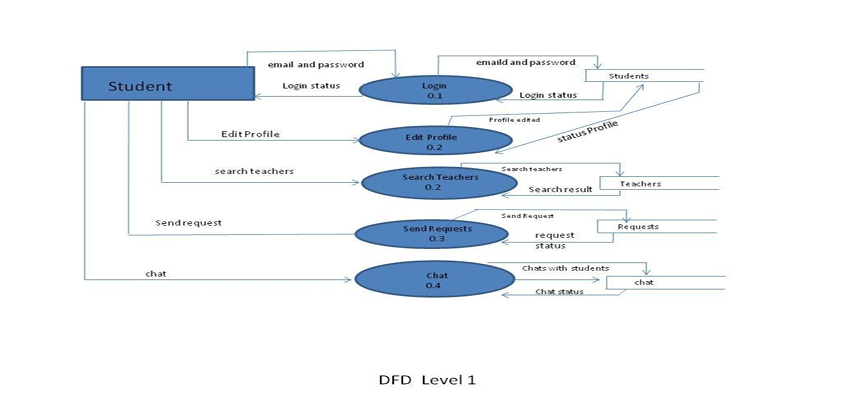 email and password
emaild and password
Students
Student
Login status
Login
0.1
Login status
Edit Profile
Profile edited
status Profile
Edit Profile
0.2
search teachers
Search teachers
Search Teachers
0.2
Search result
Teachers
Send request
Send Request
Send Requests
0.3
request
status
Requests
chat
Chats with students
Chat
0.4
Chat status
chat
DFD Level 1